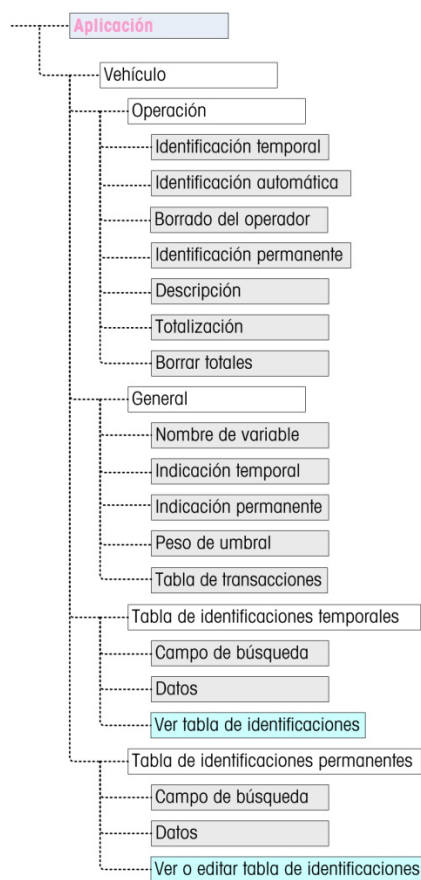 Aplicación
Vehículo
Operación
Identificación temporal
Identificación automática
Borrado del operador
Identificación permanente
Descripción
Totalización
Borrar totales
General
Nombre de variable
Indicación temporal
Indicación permanente
Peso de umbral
Tabla de transacciones
Tabla de identificaciones temporales
Campo de búsqueda
Datos
Ver tabla de identificaciones
Tabla de identificaciones permanentes
Campo de búsqueda
Datos
Ver o editar tabla de identificaciones